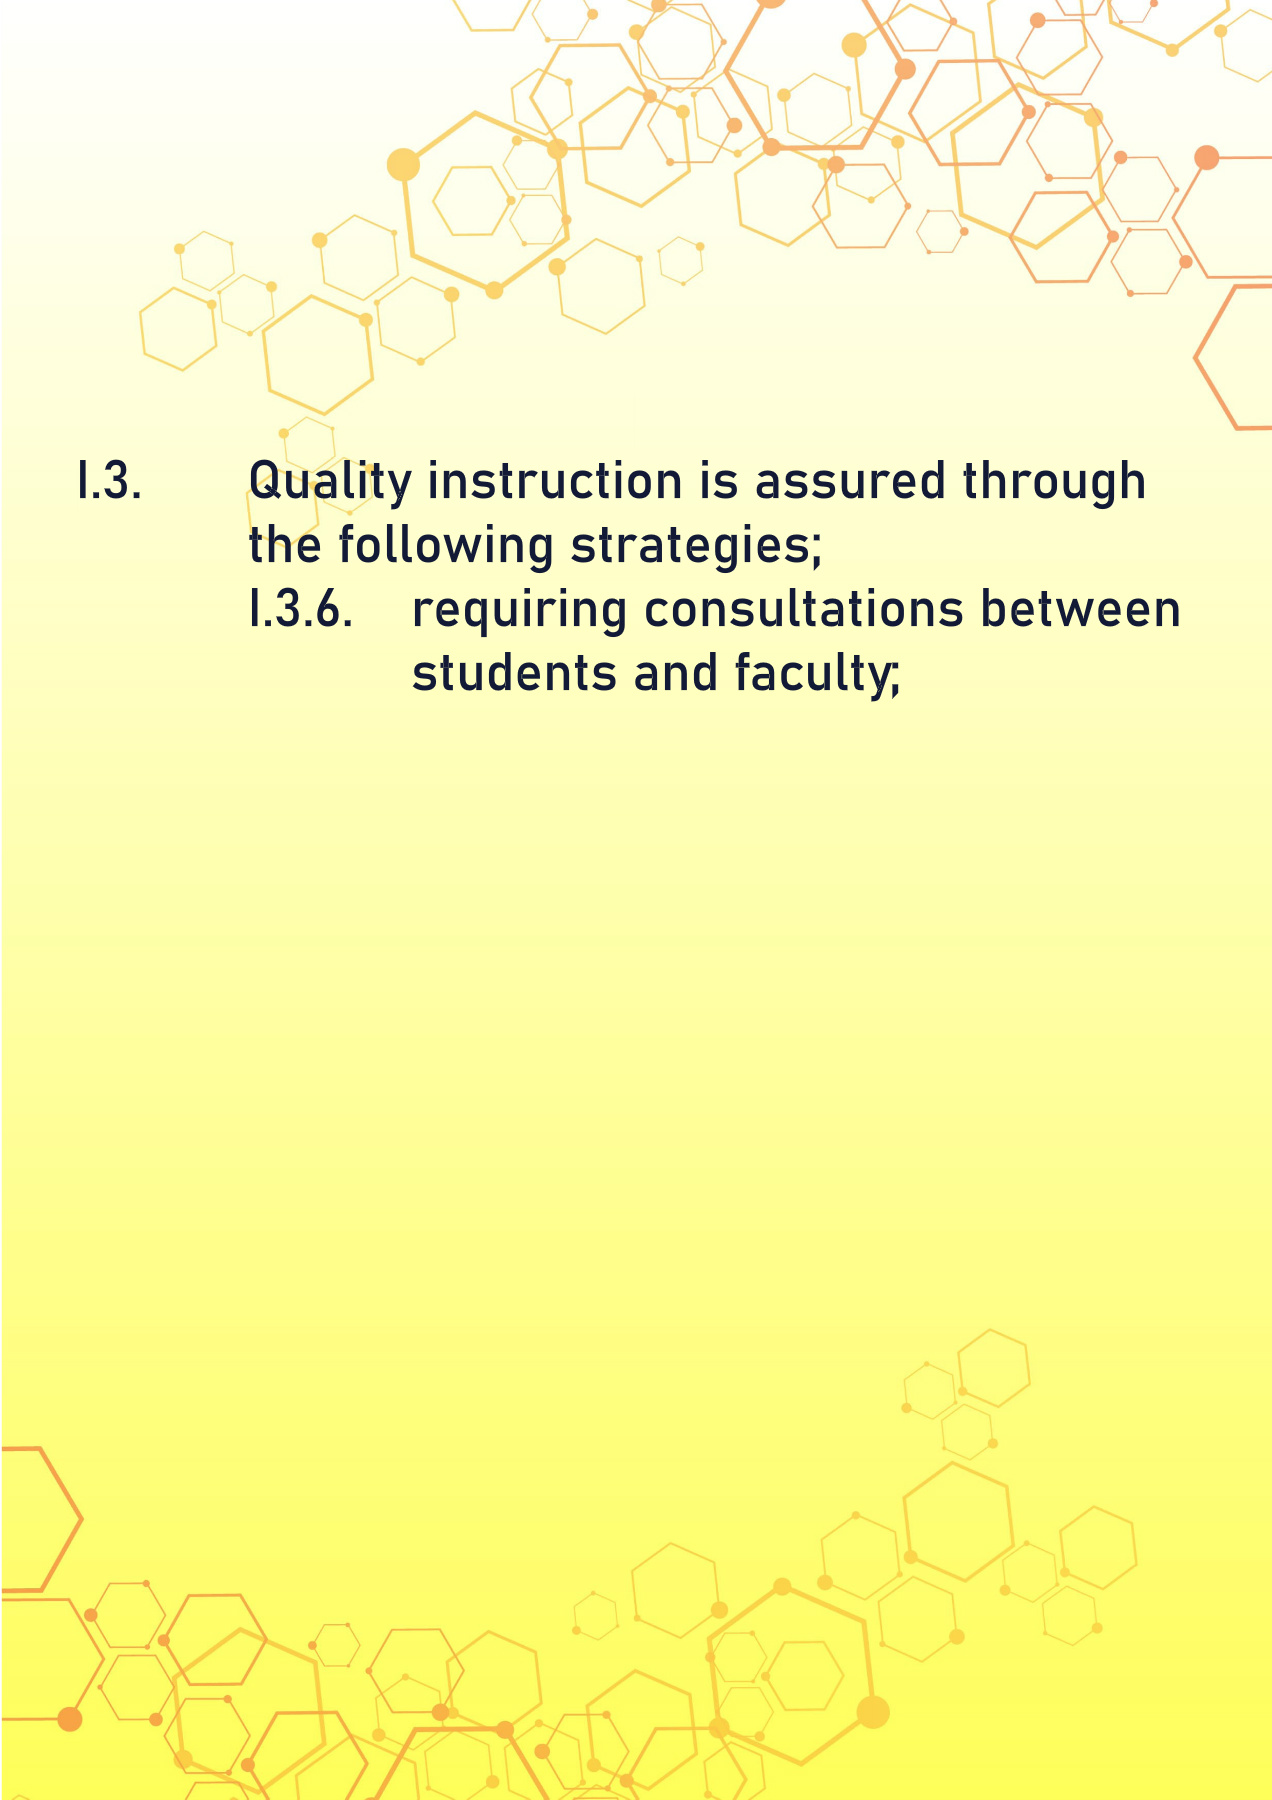 I.3. Quality instruction is assured through
the following strategies;
I.3.6. requiring consultations between
students and faculty;